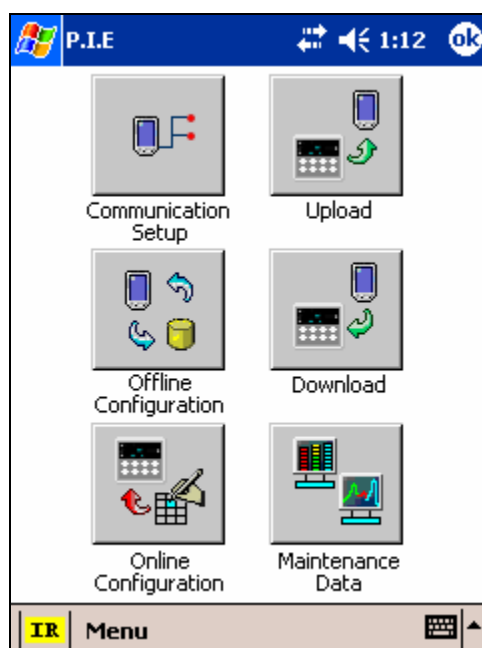 P.I.E 1:12 ok
Communication
Setup
Upload
Offline
Configuration
Download
Online
Configuration
Maintenance
Data
IR Menu